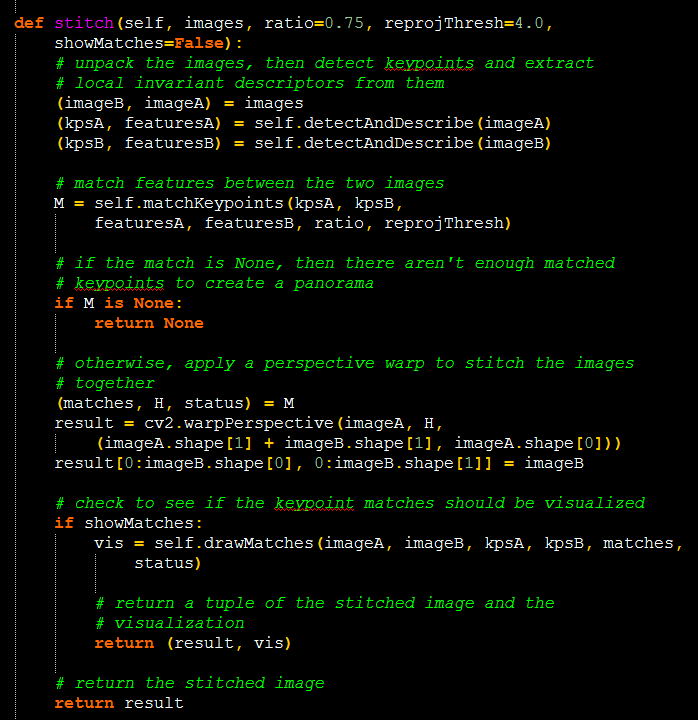 def stitch(self, images, ratio=0.75, reprojThresh=4.0,
    showMatches=False):
    # unpack the images, then detect keypoints and extract
    # local invariant descriptors from them
    (imageB, imageA) = images
    (kpsA, featuresA) = self.detectAndDescribe(imageA)
    (kpsB, featuresB) = self.detectAndDescribe(imageB)

    # match features between the two images
    M = self.matchKeypoints(kpsA, kpsB,
        featuresA, featuresB, ratio, reprojThresh)

    # if the match is None, then there aren't enough matched
    # keypoints to create a panorama
    if M is None:
        return None

    # otherwise, apply a perspective warp to stitch the images
    # together
    (matches, H, status) = M
    result = cv2.warpPerspective(imageA, H,
        (imageA.shape[1] + imageB.shape[1], imageA.shape[0]))
    result[0:imageB.shape[0], 0:imageB.shape[1]] = imageB

    # check to see if the keypoint matches should be visualized
    if showMatches:
        vis = self.drawMatches(imageA, imageB, kpsA, kpsB, matches,
            status)

        # return a tuple of the stitched image and the
        # visualization
        return (result, vis)

    # return the stitched image
    return result